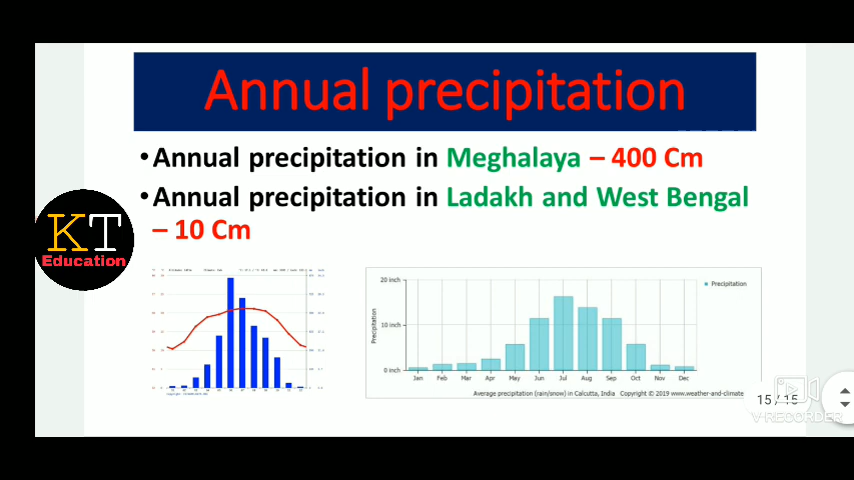 Annual precipitation
•Annual precipitation in Meghalaya – 400 Cm
•Annual precipitation in Ladakh and West Bengal
– 10 Cm
KT
Education
20 inch
10 inch
0 inch
Precipitation
Precipitation
Jan Feb Mar Apr May Jun Jul Aug Sep Oct Nov Dec
Average precipitation (rain/snow) in Calcutta, India Copyright © 2019 www.weather-and-climate
15 / 15
V RECORDER